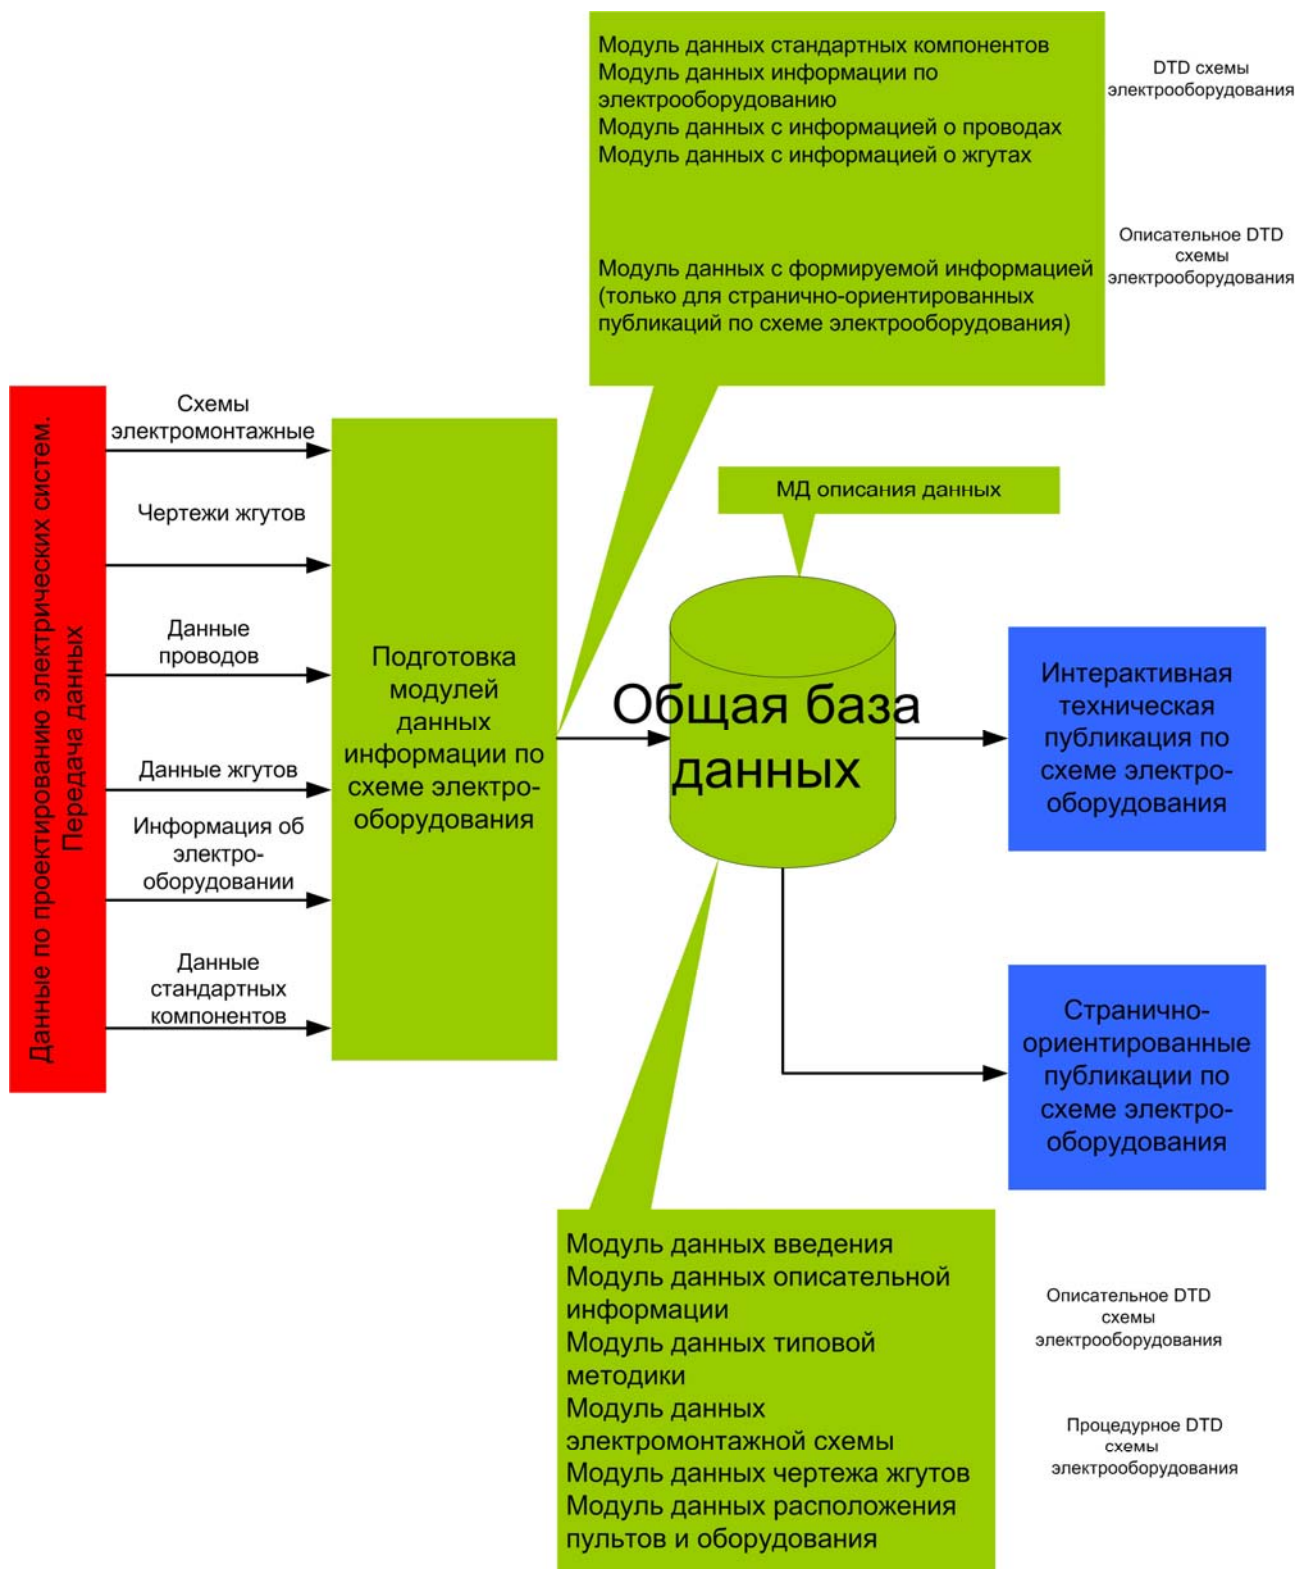 Модуль данных стандартных компонентов
Модуль данных информации по
электрооборудованию
Модуль данных с информацией о проводах
Модуль данных с информацией о жгутах
Модуль данных с формируемой информацией
(только для странично-ориентированных
публикаций по схеме электрооборудования)
DTD схемы
электрооборудования
Описательное DTD
схемы
электрооборудования
Данные по проектированию электрических систем.
Передача данных
Схемы
электромонтажные
Чертежи жгутов
Данные
проводов
Данные жгутов
Информация об
электро-
оборудовании
Данные
стандартных
компонентов
Подготовка
модулей
данных
информации по
схеме электро-
оборудования
МД описания данных
Общая база
данных
Интерактивная
техническая
публикация по
схеме электро-
оборудования
Странично-
ориентированные
публикации по
схеме электро-
оборудования
Модуль данных введения
Модуль данных описательной
информации
Модуль данных типовой
методики
Модуль данных
электромонтажной схемы
Модуль данных чертежа жгутов
Модуль данных расположения
пультов и оборудования
Описательное DTD
схемы
электрооборудования
Процедурное DTD
схемы
электрооборудования